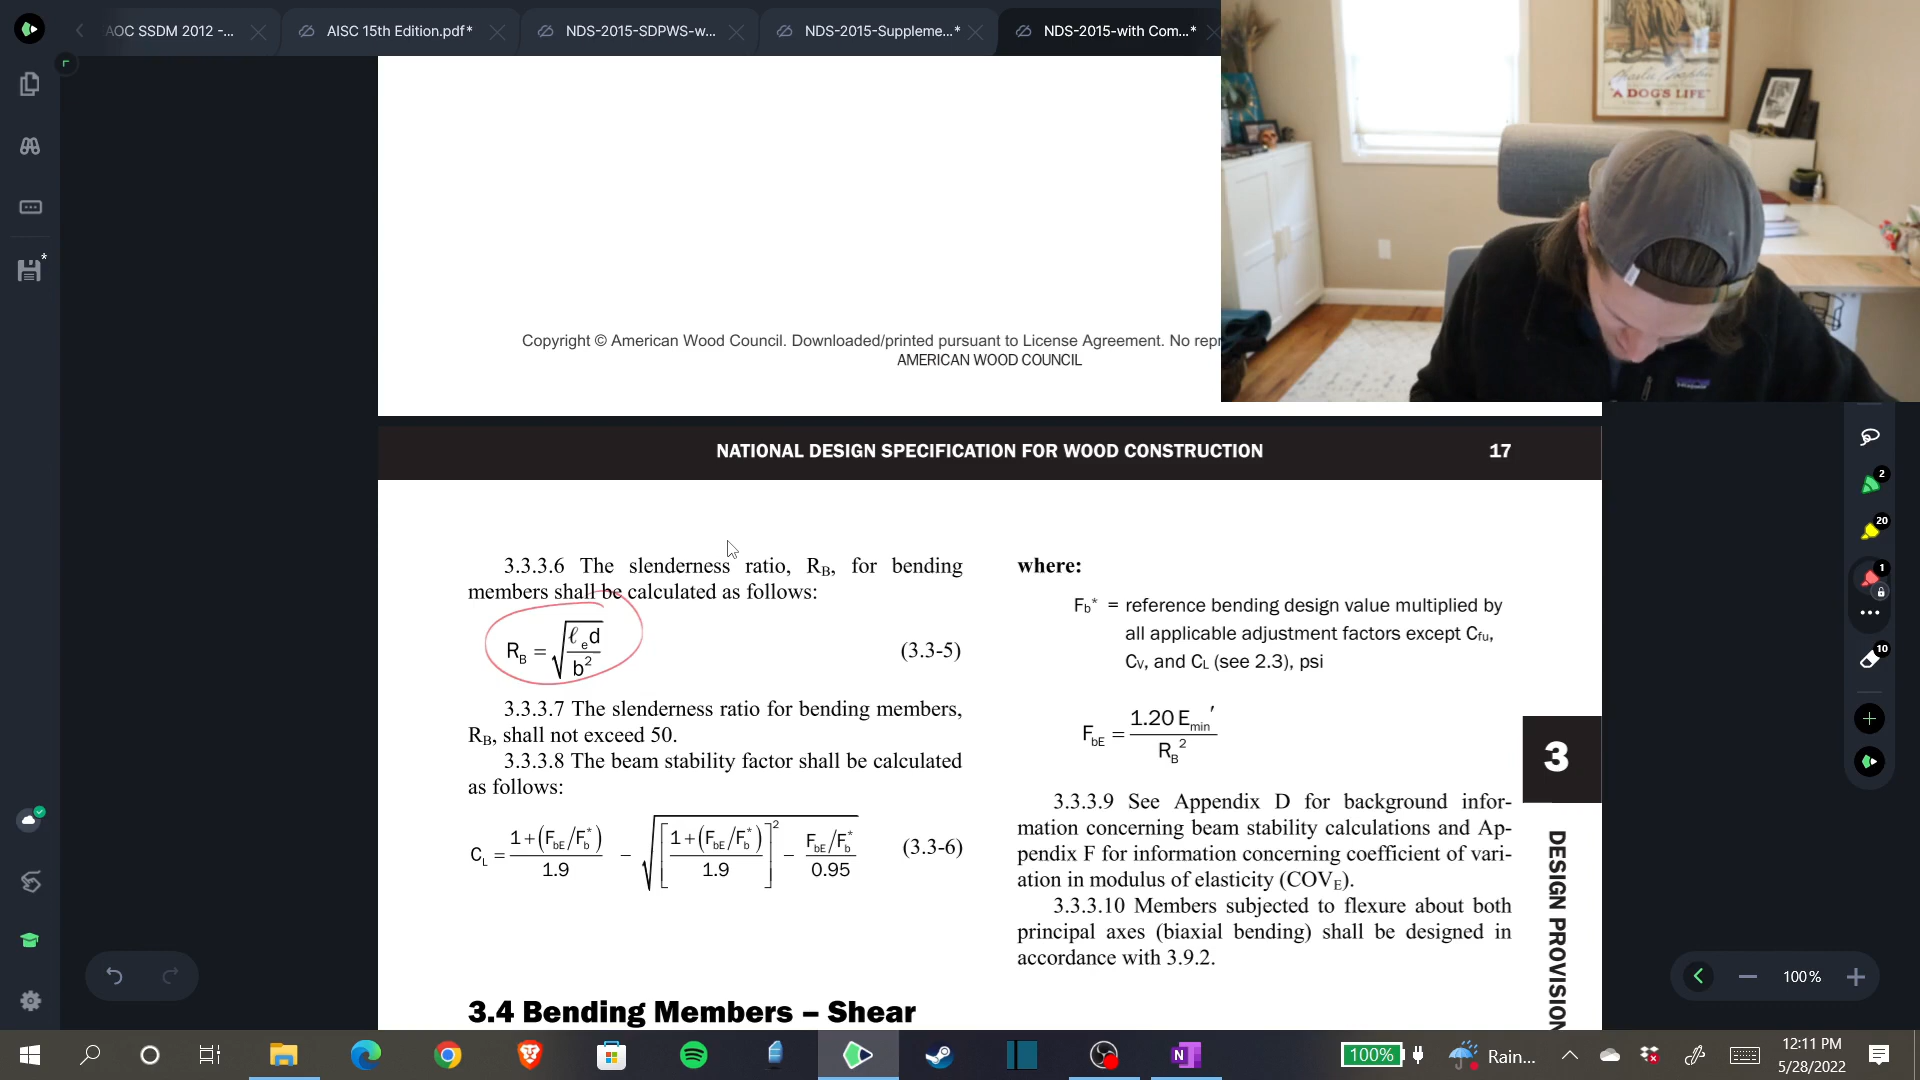 AOC SSDM 2012 -...
AISC 15th Edition.pdf*
NDS-2015-SDPWS-w...
NDS-2015-Suppleme...*
NDS-2015-with Com...*
"A DOG'S LIFE"
Copyright © American Wood Council. Downloaded/printed pursuant to License Agreement. No repr
AMERICAN WOOD COUNCIL
NATIONAL DESIGN SPECIFICATION FOR WOOD CONSTRUCTION 17
3.3.3.6 The slenderness ratio, R_B, for bending
members shall be calculated as follows:
R_B = √(ℓ_e d / b²) (3.3-5)
3.3.3.7 The slenderness ratio for bending members,
R_B, shall not exceed 50.
3.3.3.8 The beam stability factor shall be calculated
as follows:
C_L = (1+(F_bE/F_b*))/1.9 − √([(1+(F_bE/F_b*))/1.9]² − (F_bE/F_b*)/0.95) (3.3-6)
3.4 Bending Members – Shear
where:
F_b* = reference bending design value multiplied by
all applicable adjustment factors except C_fu,
C_V, and C_L (see 2.3), psi
F_bE = 1.20 E_min′ / R_B²
3.3.3.9 See Appendix D for background infor-
mation concerning beam stability calculations and Ap-
pendix F for information concerning coefficient of vari-
ation in modulus of elasticity (COV_E).
3.3.3.10 Members subjected to flexure about both
principal axes (biaxial bending) shall be designed in
accordance with 3.9.2.
3
DESIGN PROVISION
2
20
1
10
100%
100%
Rain...
12:11 PM
5/28/2022